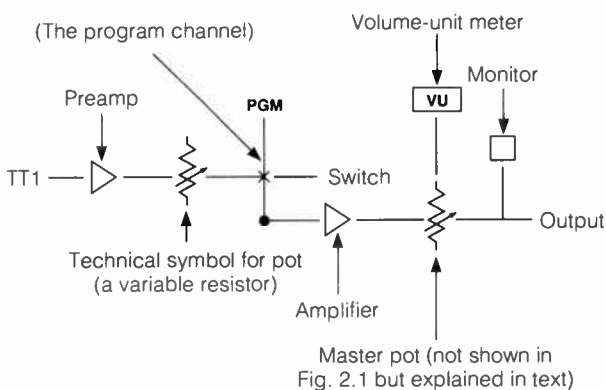 Volume-unit meter
(The program channel)
Monitor
Preamp
PGM
VU
TT1
Switch
Output
Technical symbol for pot
(a variable resistor)
Amplifier
Master pot (not shown in
Fig. 2.1 but explained in text)